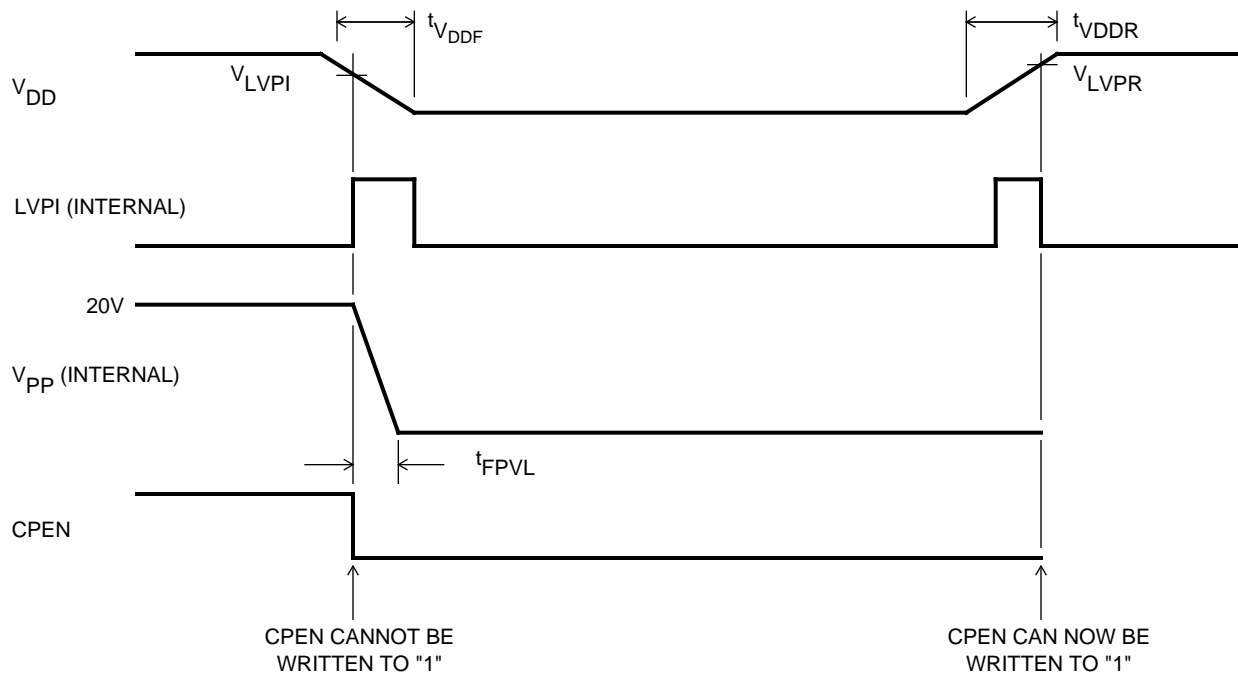 tVDDF
tVDDR
VLVPI
VLVPR
VDD
LVPI (INTERNAL)
20V
VPP (INTERNAL)
tFPVL
CPEN
CPEN CANNOT BE
WRITTEN TO "1"
CPEN CAN NOW BE
WRITTEN TO "1"